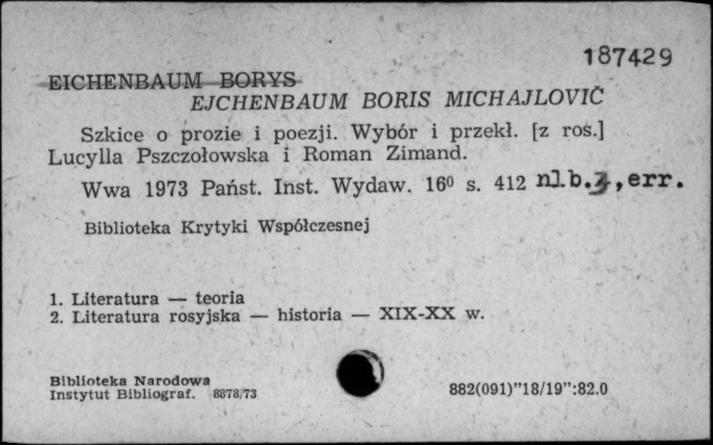 187429
EICHENBAUM BORYS
EJCHENBAUM BORIS MICHAJLOVIČ
Szkice o prozie i poezji. Wybór i przekł. [z ros.]
Lucylla Pszczołowska i Roman Zimand.
Wwa 1973 Państ. Inst. Wydaw. 16⁰ s. 412 nlb.3, err.
Biblioteka Krytyki Współczesnej
1. Literatura — teoria
2. Literatura rosyjska — historia — XIX-XX w.
Biblioteka Narodowa
Instytut Bibliograf. 8878/73
882(091)"18/19":82.0